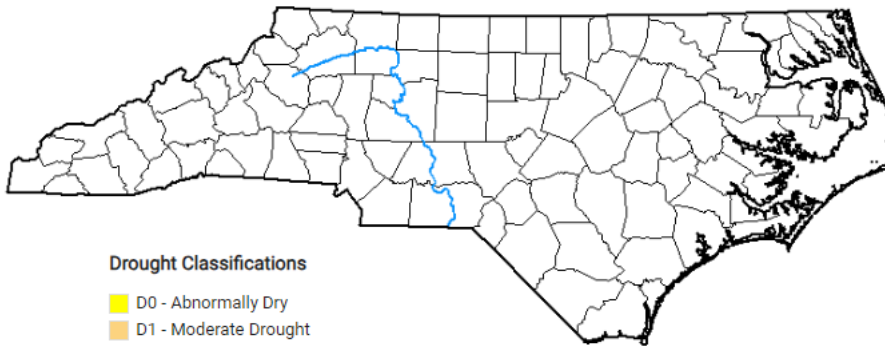 Drought Classifications
D0 - Abnormally Dry
D1 - Moderate Drought